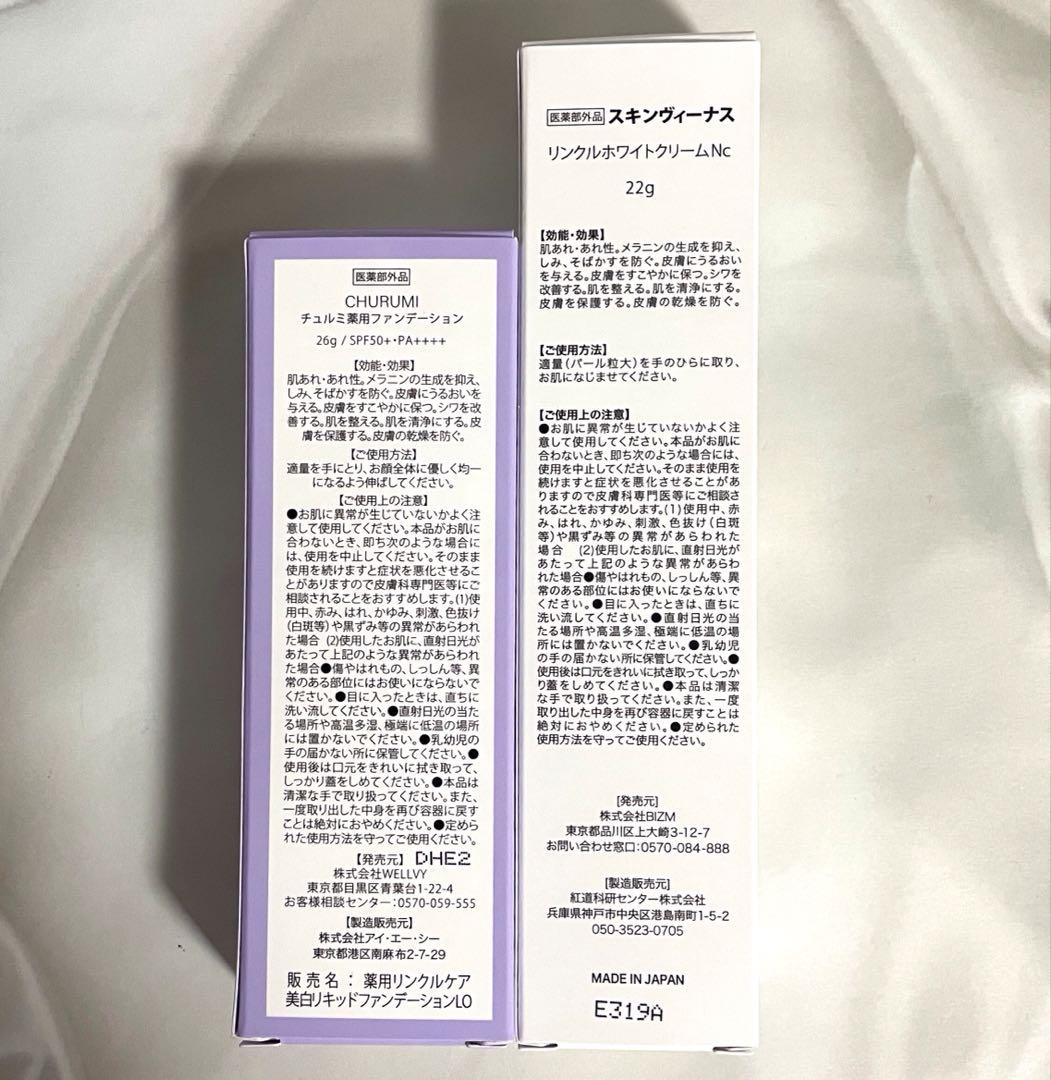 医薬部外品
CHURUMI
チュルミ薬用ファンデーション
26g / SPF50+・PA++++
【効能・効果】
肌あれ・あれ性。メラニンの生成を抑え、
しみ、そばかすを防ぐ。皮膚にうるおいを
与える。皮膚をすこやかに保つ。シワを改
善する。肌を整える。肌を清浄にする。皮
膚を保護する。皮膚の乾燥を防ぐ。
【ご使用方法】
適量を手にとり、お顔全体に優しく均一
になるよう伸ばしてください。
【ご使用上の注意】
●お肌に異常が生じていないかよく注
意して使用してください。本品がお肌に
合わないとき、即ち次のような場合に
は、使用を中止してください。そのまま
使用を続けますと症状を悪化させるこ
とがありますので皮膚科専門医等にご
相談されることをおすすめします。(1)使
用中、赤み、はれ、かゆみ、刺激、色抜け
(白斑等)や黒ずみ等の異常があらわれ
た場合 (2)使用したお肌に、直射日光が
あたって上記のような異常があらわれ
た場合●傷やはれもの、しっしん等、異
常のある部位にはお使いにならないで
ください。●目に入ったときは、直ちに
洗い流してください。●直射日光の当た
る場所や高温多湿、極端に低温の場所
には置かないでください。●乳幼児の
手の届かない所に保管してください。●
使用後は口元をきれいに拭き取って、
しっかり蓋をしめてください。●本品は
清潔な手で取り扱ってください。また、
一度取り出した中身を再び容器に戻す
ことは絶対におやめください。●定めら
れた使用方法を守ってご使用ください。
【発売元】 DHE2
株式会社WELLVY
東京都目黒区青葉台1-22-4
お客様相談センター：0570-059-555
【製造販売元】
株式会社アイ・エー・シー
東京都港区南麻布2-7-29
販売名：薬用リンクルケア
美白リキッドファンデーションLO
医薬部外品 スキンヴィーナス
リンクルホワイトクリームNc
22g
【効能・効果】
肌あれ・あれ性。メラニンの生成を抑え、
しみ、そばかすを防ぐ。皮膚にうるおい
を与える。皮膚をすこやかに保つ。シワを
改善する。肌を整える。肌を清浄にする。
皮膚を保護する。皮膚の乾燥を防ぐ。
【ご使用方法】
適量（パール粒大）を手のひらに取り、
お肌になじませてください。
【ご使用上の注意】
●お肌に異常が生じていないかよく注
意して使用してください。本品がお肌に
合わないとき、即ち次のような場合には、
使用を中止してください。そのまま使用を
続けますと症状を悪化させることがあ
りますので皮膚科専門医等にご相談さ
れることをおすすめします。(1)使用中、赤
み、はれ、かゆみ、刺激、色抜け（白斑
等）や黒ずみ等の異常があらわれた
場合 (2)使用したお肌に、直射日光が
あたって上記のような異常があらわ
れた場合●傷やはれもの、しっしん等、異
常のある部位にはお使いにならないで
ください。●目に入ったときは、直ちに
洗い流してください。●直射日光の当
たる場所や高温多湿、極端に低温の場
所には置かないでください。●乳幼児
の手の届かない所に保管してください。●
使用後は口元をきれいに拭き取って、しっか
り蓋をしめてください。●本品は清潔
な手で取り扱ってください。また、一度
取り出した中身を再び容器に戻すことは
絶対におやめください。●定められた
使用方法を守ってご使用ください。
[発売元]
株式会社BIZM
東京都品川区上大崎3-12-7
お問い合わせ窓口：0570-084-888
[製造販売元]
紅道科研センター株式会社
兵庫県神戸市中央区港島南町1-5-2
050-3523-0705
MADE IN JAPAN
E319A